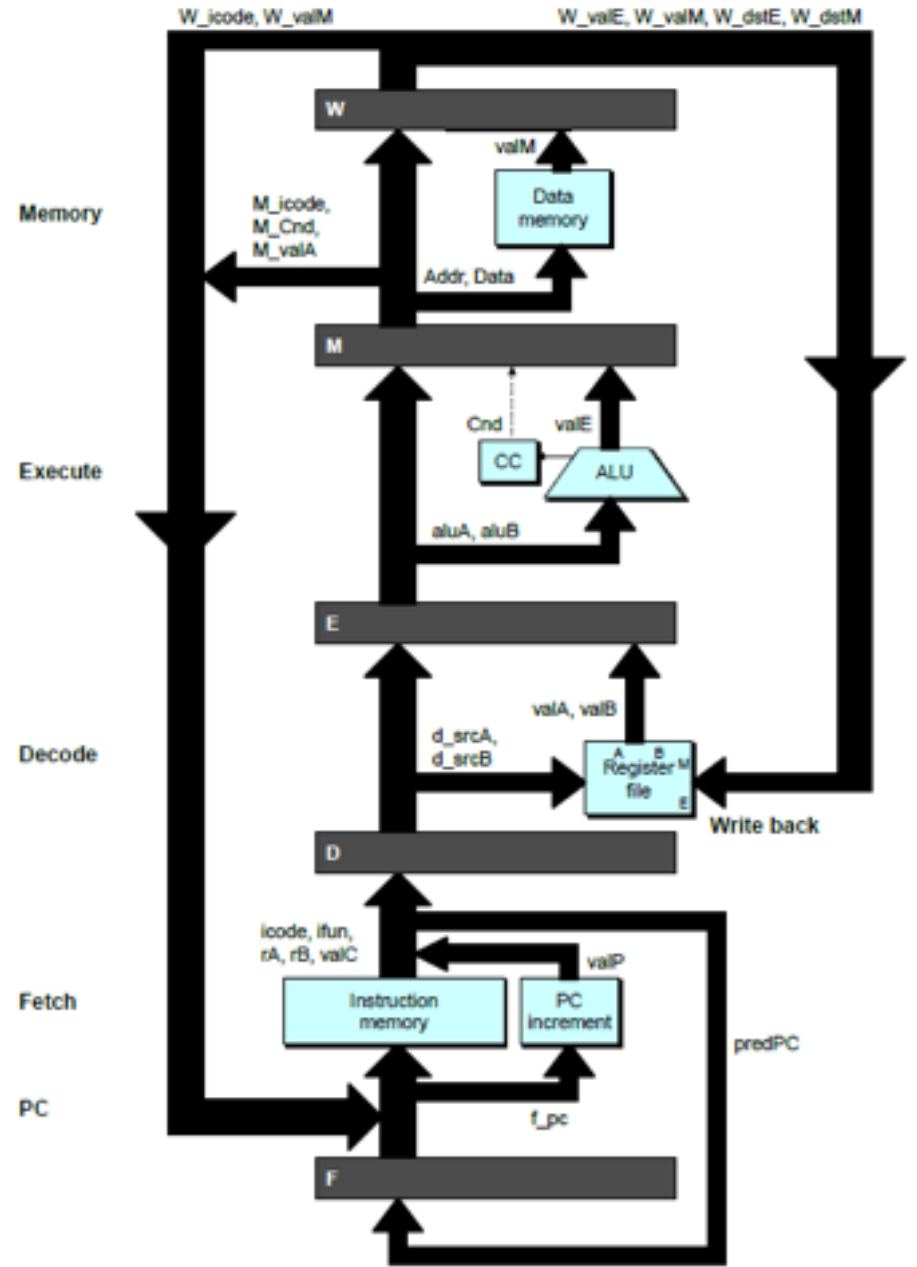 W_icode, W_valM
W_valE, W_valM, W_dstE, W_dstM
W
valM
Memory
M_icode,
M_Cnd,
M_valA
Data
memory
Addr, Data
M
Cnd
valE
Execute
CC
ALU
aluA, aluB
E
valA, valB
Decode
d_srcA,
d_srcB
A B
Register M
file
E
Write back
D
icode, ifun,
rA, rB, valC
valP
Fetch
Instruction
memory
PC
increment
predPC
PC
f_pc
F